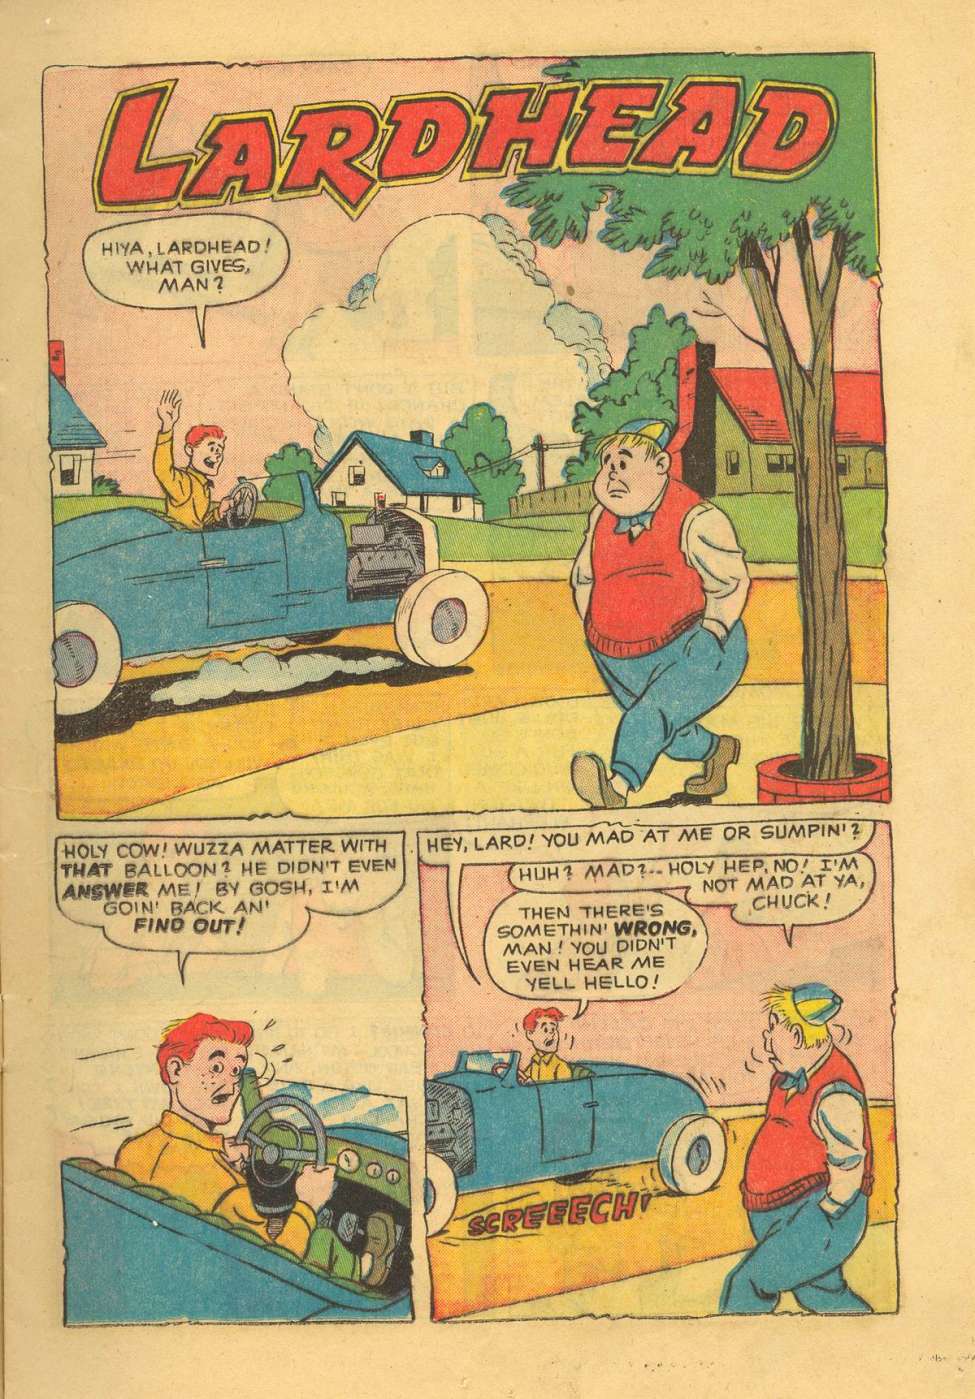 LARDHEAD
HIYA, LARDHEAD!
WHAT GIVES,
MAN?
HOLY COW! WUZZA MATTER WITH
THAT BALLOON? HE DIDN'T EVEN
ANSWER ME! BY GOSH, I'M
GOIN' BACK AN'
FIND OUT!
HEY, LARD! YOU MAD AT ME OR SUMPIN'?
HUH? MAD?-- HOLY HEP, NO! I'M
NOT MAD AT YA,
CHUCK!
THEN THERE'S
SOMETHIN' WRONG,
MAN! YOU DIDN'T
EVEN HEAR ME
YELL HELLO!
SCREEECH!